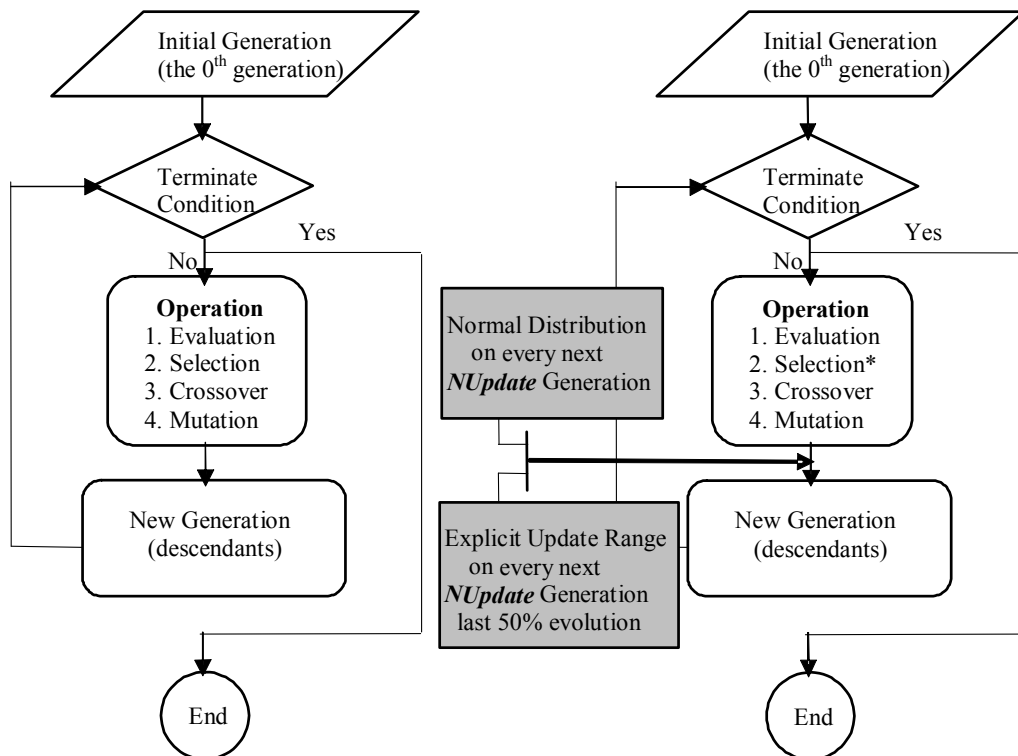 Initial Generation
(the 0th generation)
Terminate
Condition
Yes
No
Operation
1. Evaluation
2. Selection
3. Crossover
4. Mutation
New Generation
(descendants)
End
Initial Generation
(the 0th generation)
Terminate
Condition
Yes
No
Operation
1. Evaluation
2. Selection*
3. Crossover
4. Mutation
Normal Distribution
on every next
NUpdate Generation
Explicit Update Range
on every next
NUpdate Generation
last 50% evolution
New Generation
(descendants)
End